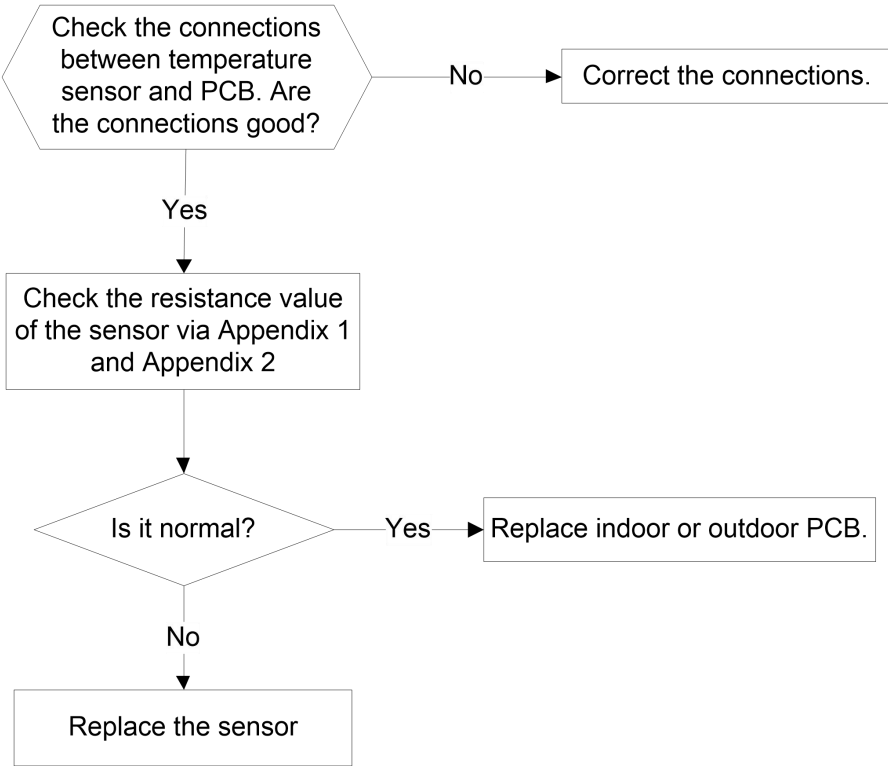 Check the connections
between temperature
sensor and PCB. Are
the connections good?
No
Correct the connections.
Yes
Check the resistance value
of the sensor via Appendix 1
and Appendix 2
Is it normal?
Yes
Replace indoor or outdoor PCB.
No
Replace the sensor